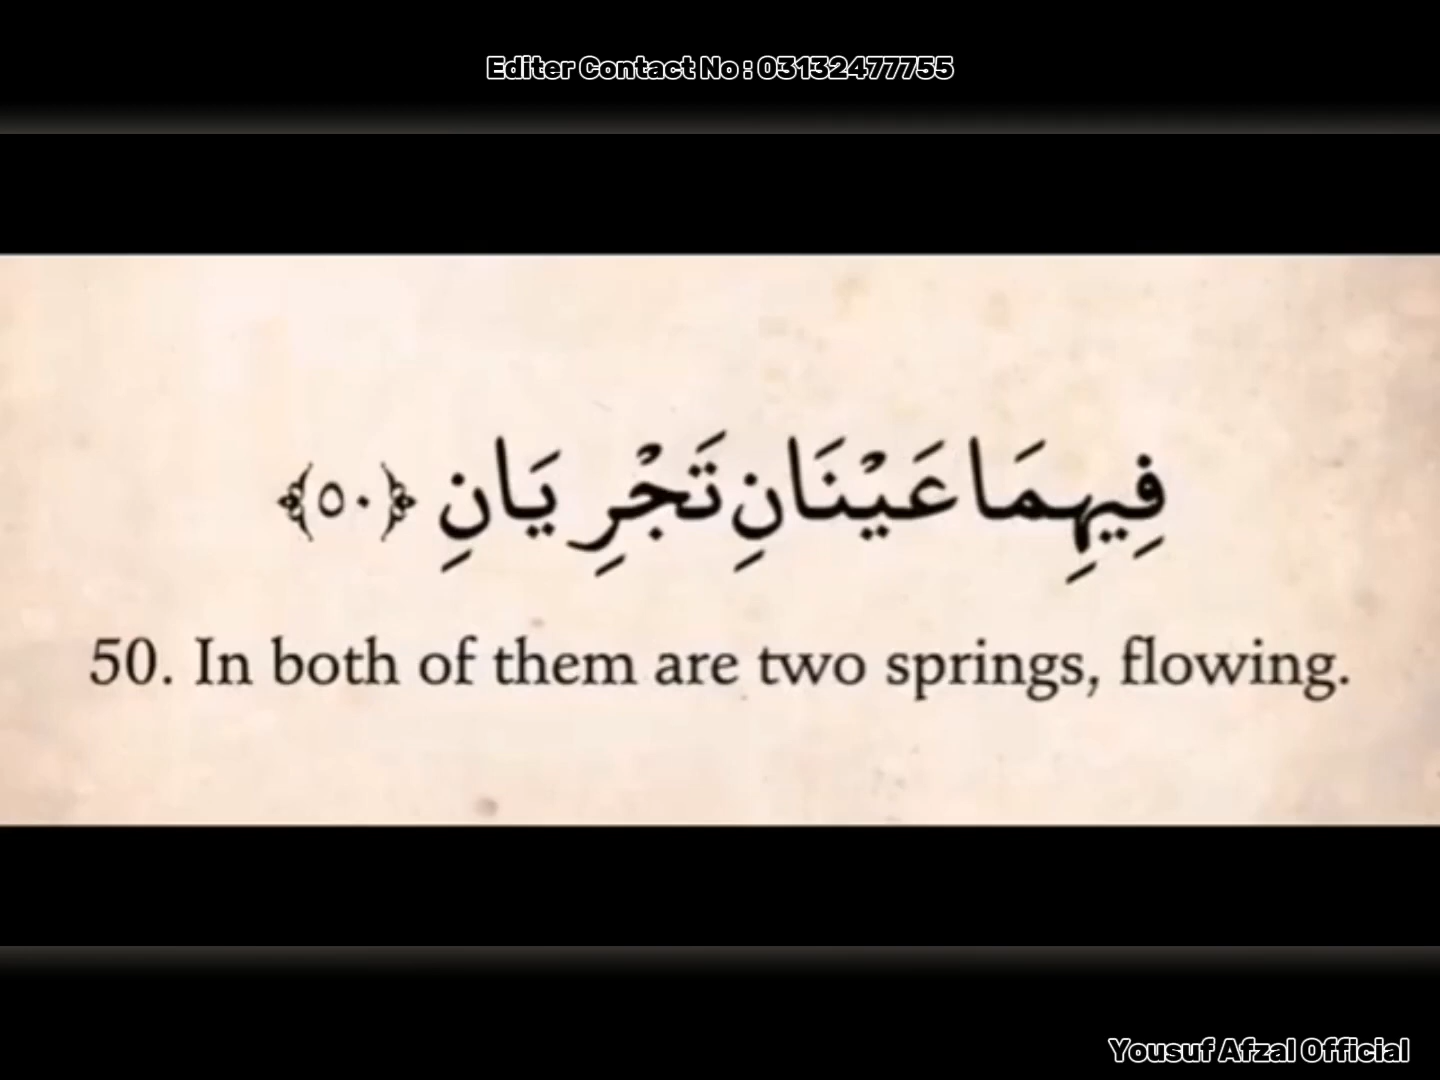 Editer Contact No : 03132477755
فِيهِمَا عَيْنَانِ تَجْرِيَانِ ﴿٥٠﴾
50. In both of them are two springs, flowing.
Yousuf Afzal Official